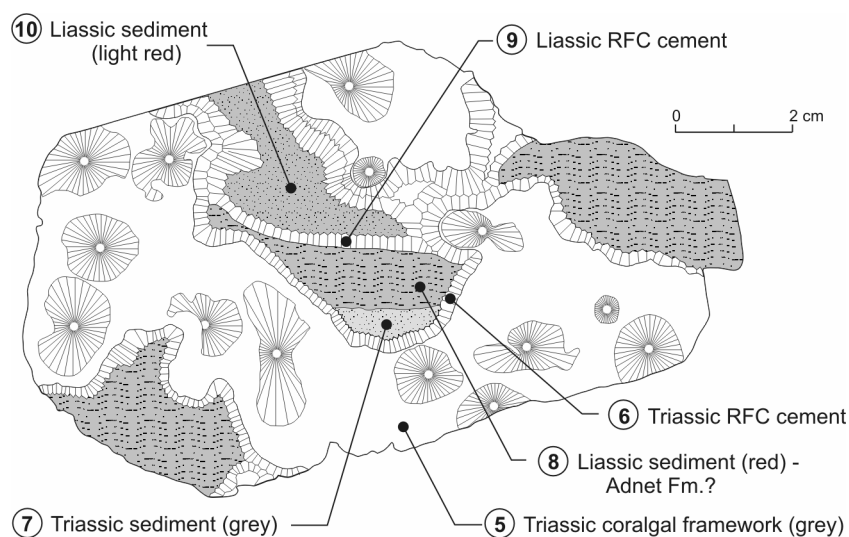 10 Liassic sediment
(light red)
9 Liassic RFC cement
0 2 cm
6 Triassic RFC cement
8 Liassic sediment (red) -
Adnet Fm.?
7 Triassic sediment (grey)
5 Triassic coralgal framework (grey)